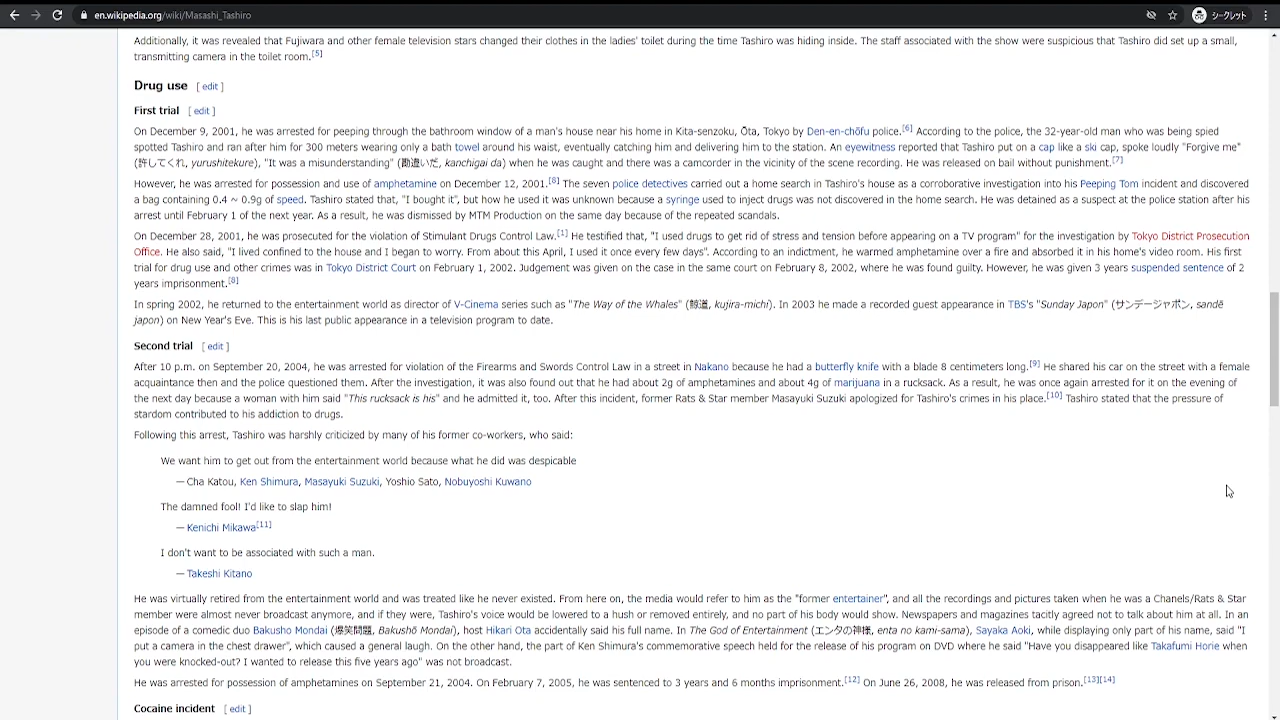 en.wikipedia.org/wiki/Masashi_Tashiro
シークレット
Additionally, it was revealed that Fujiwara and other female television stars changed their clothes in the ladies' toilet during the time Tashiro was hiding inside. The staff associated with the show were suspicious that Tashiro did set up a small,
transmitting camera in the toilet room.[5]
Drug use [ edit ]
First trial [ edit ]
On December 9, 2001, he was arrested for peeping through the bathroom window of a man's house near his home in Kita-senzoku, Ōta, Tokyo by Den-en-chōfu police.[6] According to the police, the 32-year-old man who was being spied
spotted Tashiro and ran after him for 300 meters wearing only a bath towel around his waist, eventually catching him and delivering him to the station. An eyewitness reported that Tashiro put on a cap like a ski cap, spoke loudly "Forgive me"
(許してくれ, yurushitekure), "It was a misunderstanding" (勘違いだ, kanchigai da) when he was caught and there was a camcorder in the vicinity of the scene recording. He was released on bail without punishment.[7]
However, he was arrested for possession and use of amphetamine on December 12, 2001.[8] The seven police detectives carried out a home search in Tashiro's house as a corroborative investigation into his Peeping Tom incident and discovered
a bag containing 0.4 ~ 0.9g of speed. Tashiro stated that, "I bought it", but how he used it was unknown because a syringe used to inject drugs was not discovered in the home search. He was detained as a suspect at the police station after his
arrest until February 1 of the next year. As a result, he was dismissed by MTM Production on the same day because of the repeated scandals.
On December 28, 2001, he was prosecuted for the violation of Stimulant Drugs Control Law.[1] He testified that, "I used drugs to get rid of stress and tension before appearing on a TV program" for the investigation by Tokyo District Prosecution
Office. He also said, "I lived confined to the house and I began to worry. From about this April, I used it once every few days". According to an indictment, he warmed amphetamine over a fire and absorbed it in his home's video room. His first
trial for drug use and other crimes was in Tokyo District Court on February 1, 2002. Judgement was given on the case in the same court on February 8, 2002, where he was found guilty. However, he was given 3 years suspended sentence of 2
years imprisonment.[8]
In spring 2002, he returned to the entertainment world as director of V-Cinema series such as "The Way of the Whales" (鯨道, kujira-michi). In 2003 he made a recorded guest appearance in TBS's "Sunday Japon" (サンデージャポン, sandē
japon) on New Year's Eve. This is his last public appearance in a television program to date.
Second trial [ edit ]
After 10 p.m. on September 20, 2004, he was arrested for violation of the Firearms and Swords Control Law in a street in Nakano because he had a butterfly knife with a blade 8 centimeters long.[9] He shared his car on the street with a female
acquaintance then and the police questioned them. After the investigation, it was also found out that he had about 2g of amphetamines and about 4g of marijuana in a rucksack. As a result, he was once again arrested for it on the evening of
the next day because a woman with him said "This rucksack is his" and he admitted it, too. After this incident, former Rats & Star member Masayuki Suzuki apologized for Tashiro's crimes in his place.[10] Tashiro stated that the pressure of
stardom contributed to his addiction to drugs.
Following this arrest, Tashiro was harshly criticized by many of his former co-workers, who said:
We want him to get out from the entertainment world because what he did was despicable
— Cha Katou, Ken Shimura, Masayuki Suzuki, Yoshio Sato, Nobuyoshi Kuwano
The damned fool! I'd like to slap him!
— Kenichi Mikawa[11]
I don't want to be associated with such a man.
— Takeshi Kitano
He was virtually retired from the entertainment world and was treated like he never existed. From here on, the media would refer to him as the "former entertainer", and all the recordings and pictures taken when he was a Chanels/Rats & Star
member were almost never broadcast anymore, and if they were, Tashiro's voice would be lowered to a hush or removed entirely, and no part of his body would show. Newspapers and magazines tacitly agreed not to talk about him at all. In an
episode of a comedic duo Bakusho Mondai (爆笑問題, Bakushō Mondai), host Hikari Ota accidentally said his full name. In The God of Entertainment (エンタの神様, enta no kami-sama), Sayaka Aoki, while displaying only part of his name, said "I
put a camera in the chest drawer", which caused a general laugh. On the other hand, the part of Ken Shimura's commemorative speech held for the release of his program on DVD where he said "Have you disappeared like Takafumi Horie when
you were knocked-out? I wanted to release this five years ago" was not broadcast.
He was arrested for possession of amphetamines on September 21, 2004. On February 7, 2005, he was sentenced to 3 years and 6 months imprisonment.[12] On June 26, 2008, he was released from prison.[13][14]
Cocaine incident [ edit ]